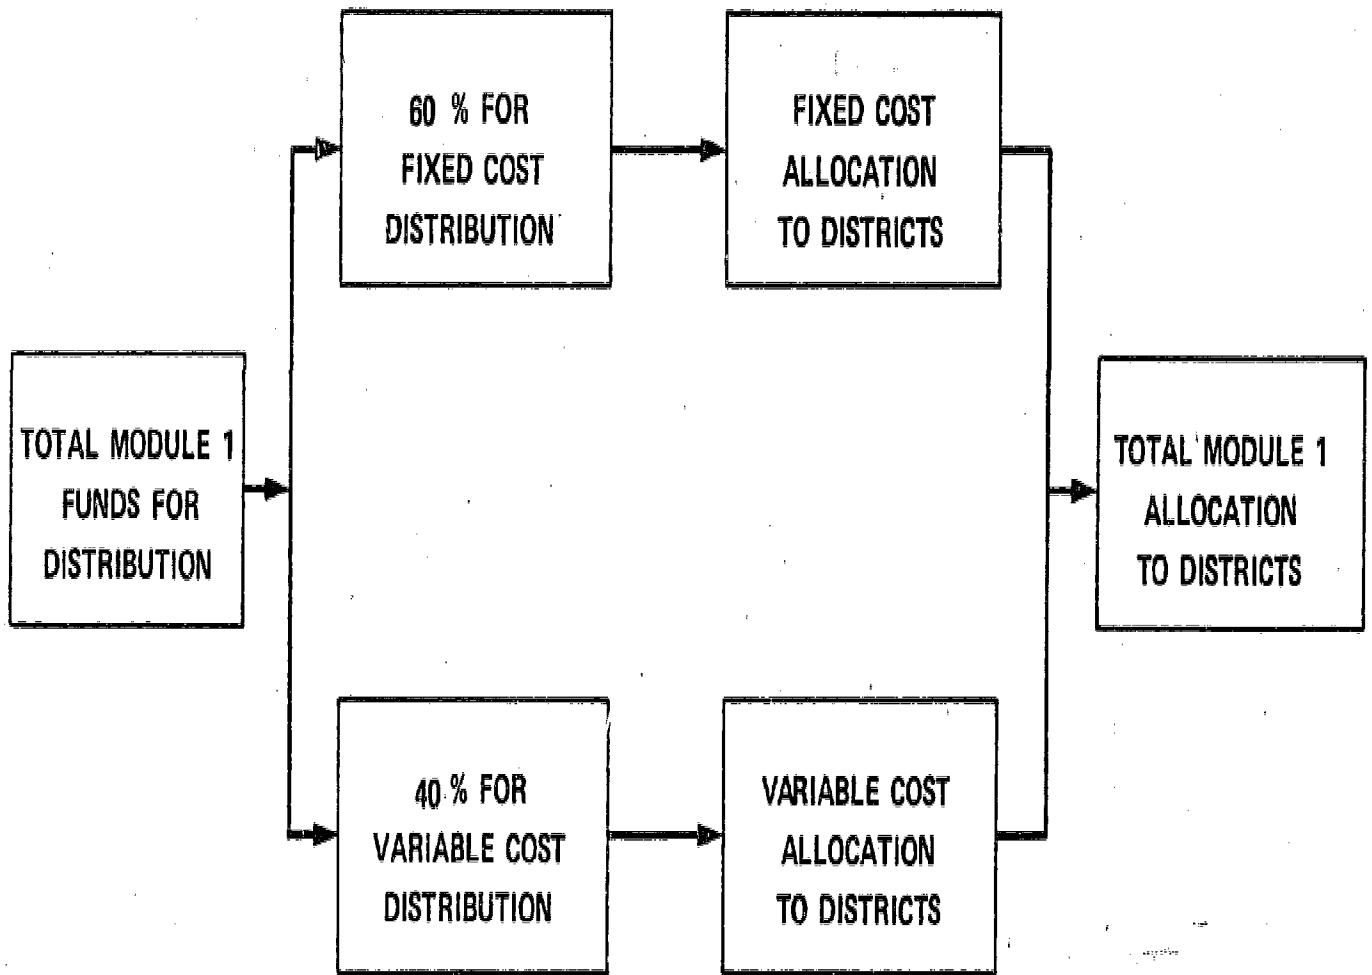 60 % FOR
FIXED COST
DISTRIBUTION
FIXED COST
ALLOCATION
TO DISTRICTS
TOTAL MODULE 1
FUNDS FOR
DISTRIBUTION
TOTAL MODULE 1
ALLOCATION
TO DISTRICTS
40 % FOR
VARIABLE COST
DISTRIBUTION
VARIABLE COST
ALLOCATION
TO DISTRICTS